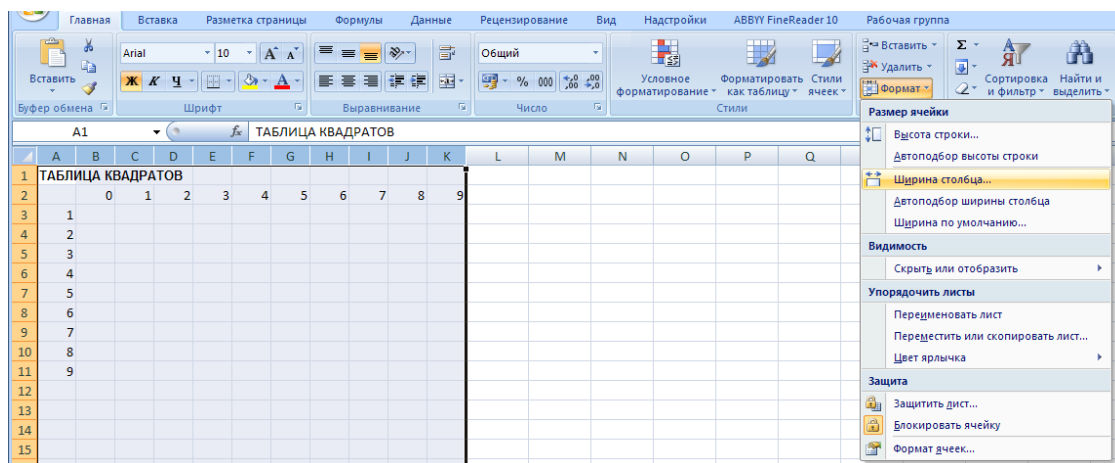 Главная Вставка Разметка страницы Формулы Данные Рецензирование Вид Надстройки ABBYY FineReader 10 Рабочая группа
Вставить
Буфер обмена
Arial 10
Ж К Ч
Шрифт
Выравнивание
Общий
% 000
Число
Условное форматирование
Форматировать как таблицу
Стили ячеек
Стили
Вставить
Удалить
Формат
Σ
Сортировка и фильтр
Найти и выделить
A1 fx ТАБЛИЦА КВАДРАТОВ
A B C D E F G H I J K L M N O P Q
1 ТАБЛИЦА КВАДРАТОВ
2 0 1 2 3 4 5 6 7 8 9
3 1
4 2
5 3
6 4
7 5
8 6
9 7
10 8
11 9
12
13
14
15
Размер ячейки
Высота строки...
Автоподбор высоты строки
Ширина столбца...
Автоподбор ширины столбца
Ширина по умолчанию...
Видимость
Скрыть или отобразить
Упорядочить листы
Переименовать лист
Переместить или скопировать лист...
Цвет ярлычка
Защита
Защитить лист...
Блокировать ячейку
Формат ячеек...